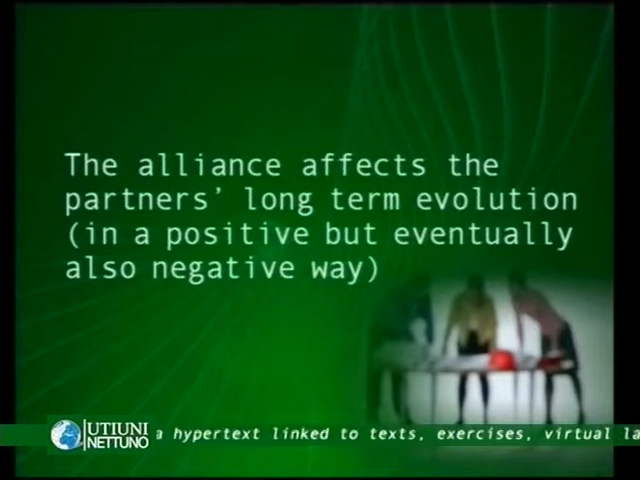 The alliance affects the
partners’ long term evolution
(in a positive but eventually
also negative way)
UTIUNI
NETTUNO
a hypertext linked to texts, exercises, virtual la